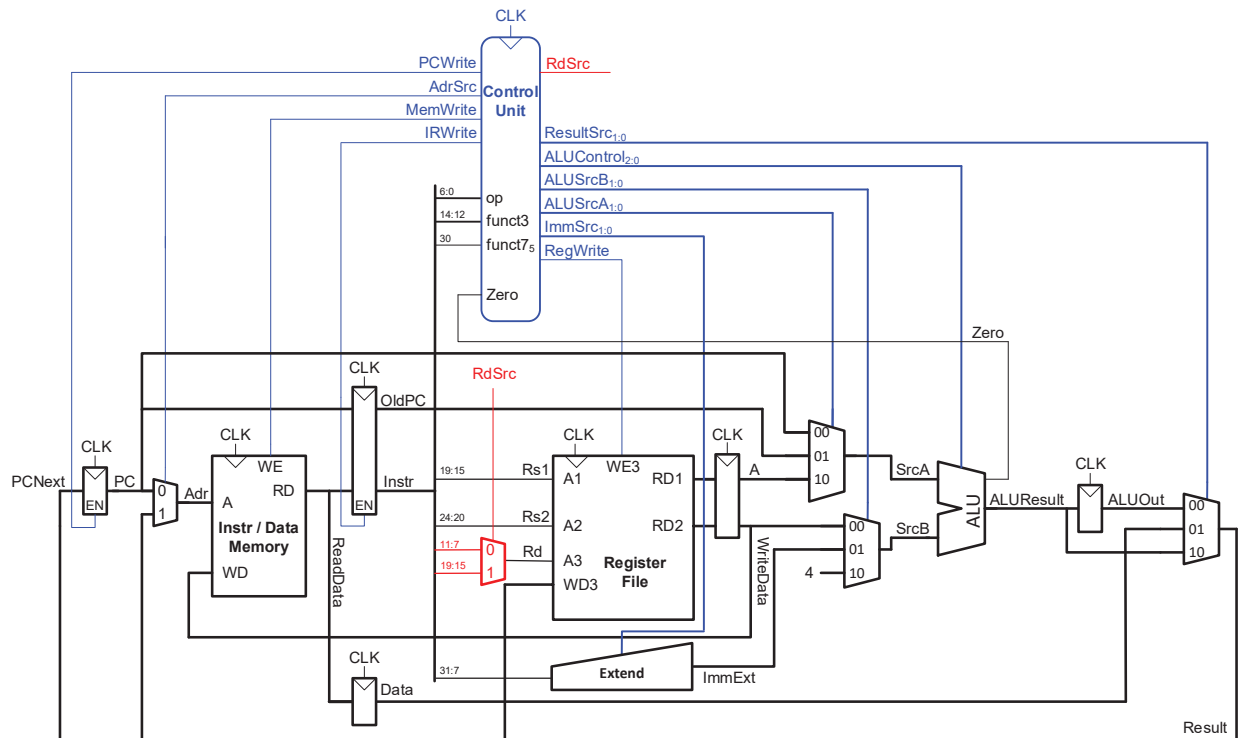 CLK
PCWrite
RdSrc
AdrSrc
Control
Unit
MemWrite
IRWrite
ResultSrc1:0
ALUControl2:0
ALUSrcB1:0
ALUSrcA1:0
ImmSrc1:0
RegWrite
6:0
op
14:12
funct3
30
funct75
Zero
Zero
CLK
RdSrc
OldPC
CLK
CLK
CLK
CLK
CLK
PCNext
PC
EN
0
1
Adr
WE
A
RD
Instr / Data
Memory
WD
ReadData
EN
Instr
19:15
Rs1
A1
WE3
RD1
A
24:20
Rs2
A2
RD2
11:7
0
Rd
A3
19:15
1
WD3
Register
File
WriteData
00
01
10
SrcA
00
01
4
10
SrcB
ALU
ALUResult
ALUOut
00
01
10
31:7
Extend
ImmExt
CLK
Data
Result